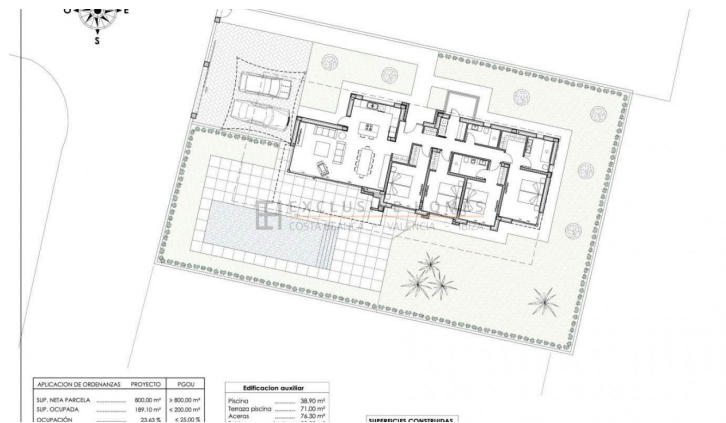 O E
S
EH EXCLUSIVE HOMES
COSTA BLANCA VALENCIA IBIZA
APLICACION DE ORDENANZAS PROYECTO PGOU
SUP. NETA PARCELA .............. 800,00 m² ≥ 800,00 m²
SUP. OCUPADA .............. 189,10 m² ≤ 200,00 m²
OCUPACIÓN .............. 23,63 % ≤ 25,00 %
Edificacion auxiliar
Piscina .............. 38,90 m²
Terraza piscina .......... 71,00 m²
Aceras .............. 76,30 m²
SUPERFICIES CONSTRUIDAS